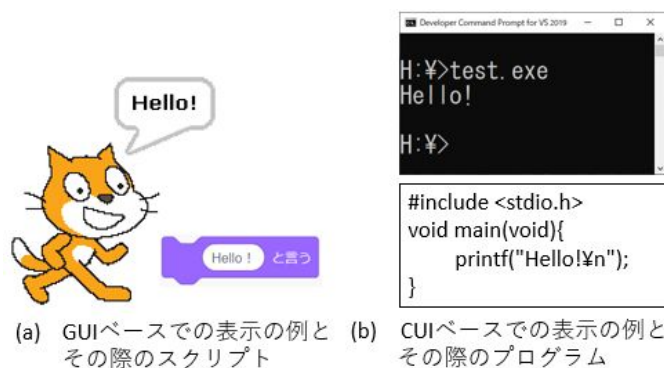 Hello!
Hello！ と言う
(a) GUIベースでの表示の例と
その際のスクリプト
Developer Command Prompt for VS 2019
H:¥>test.exe
Hello!
H:¥>
#include <stdio.h>
void main(void){
printf("Hello!¥n");
}
(b) CUIベースでの表示の例と
その際のプログラム